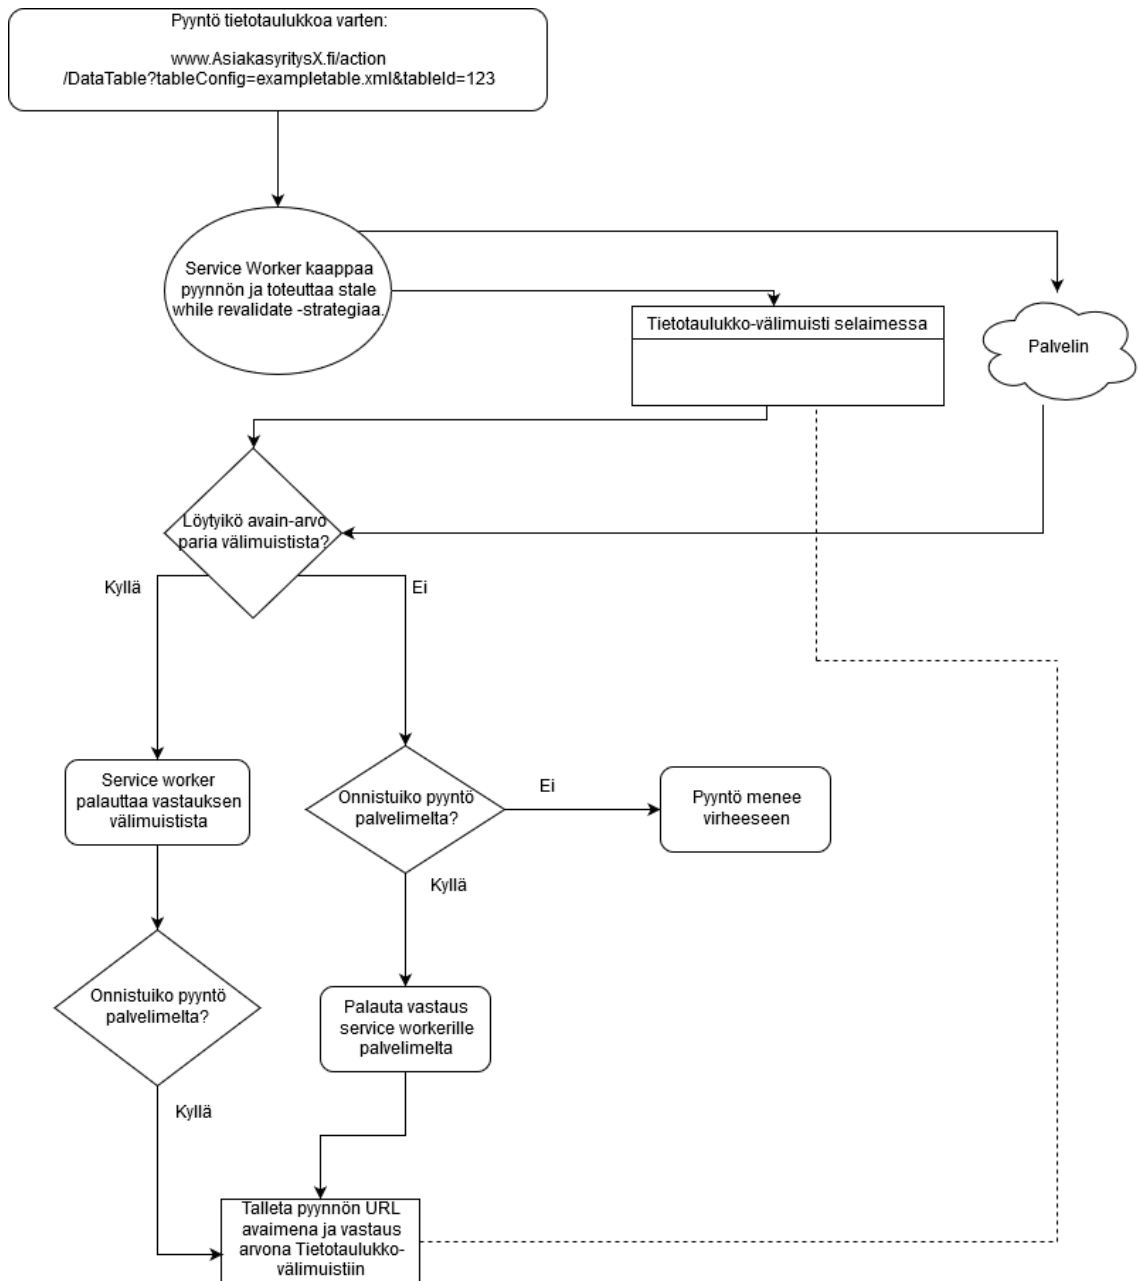 Pyyntö tietotaulukkoa varten:
www.AsiakasyritysX.fi/action
/DataTable?tableConfig=exampletable.xml&tableId=123
Service Worker kaappaa
pyynnön ja toteuttaa stale
while revalidate -strategiaa.
Tietotaulukko-välimuisti selaimessa
Palvelin
Löytyikö avain-arvo
paria välimuistista?
Kyllä
Ei
Service worker
palauttaa vastauksen
välimuistista
Onnistuiko pyyntö
palvelimelta?
Ei
Pyyntö menee
virheeseen
Kyllä
Onnistuiko pyyntö
palvelimelta?
Palauta vastaus
service workerille
palvelimelta
Kyllä
Talleta pyynnön URL
avaimena ja vastaus
arvona Tietotaulukko-
välimuistiin